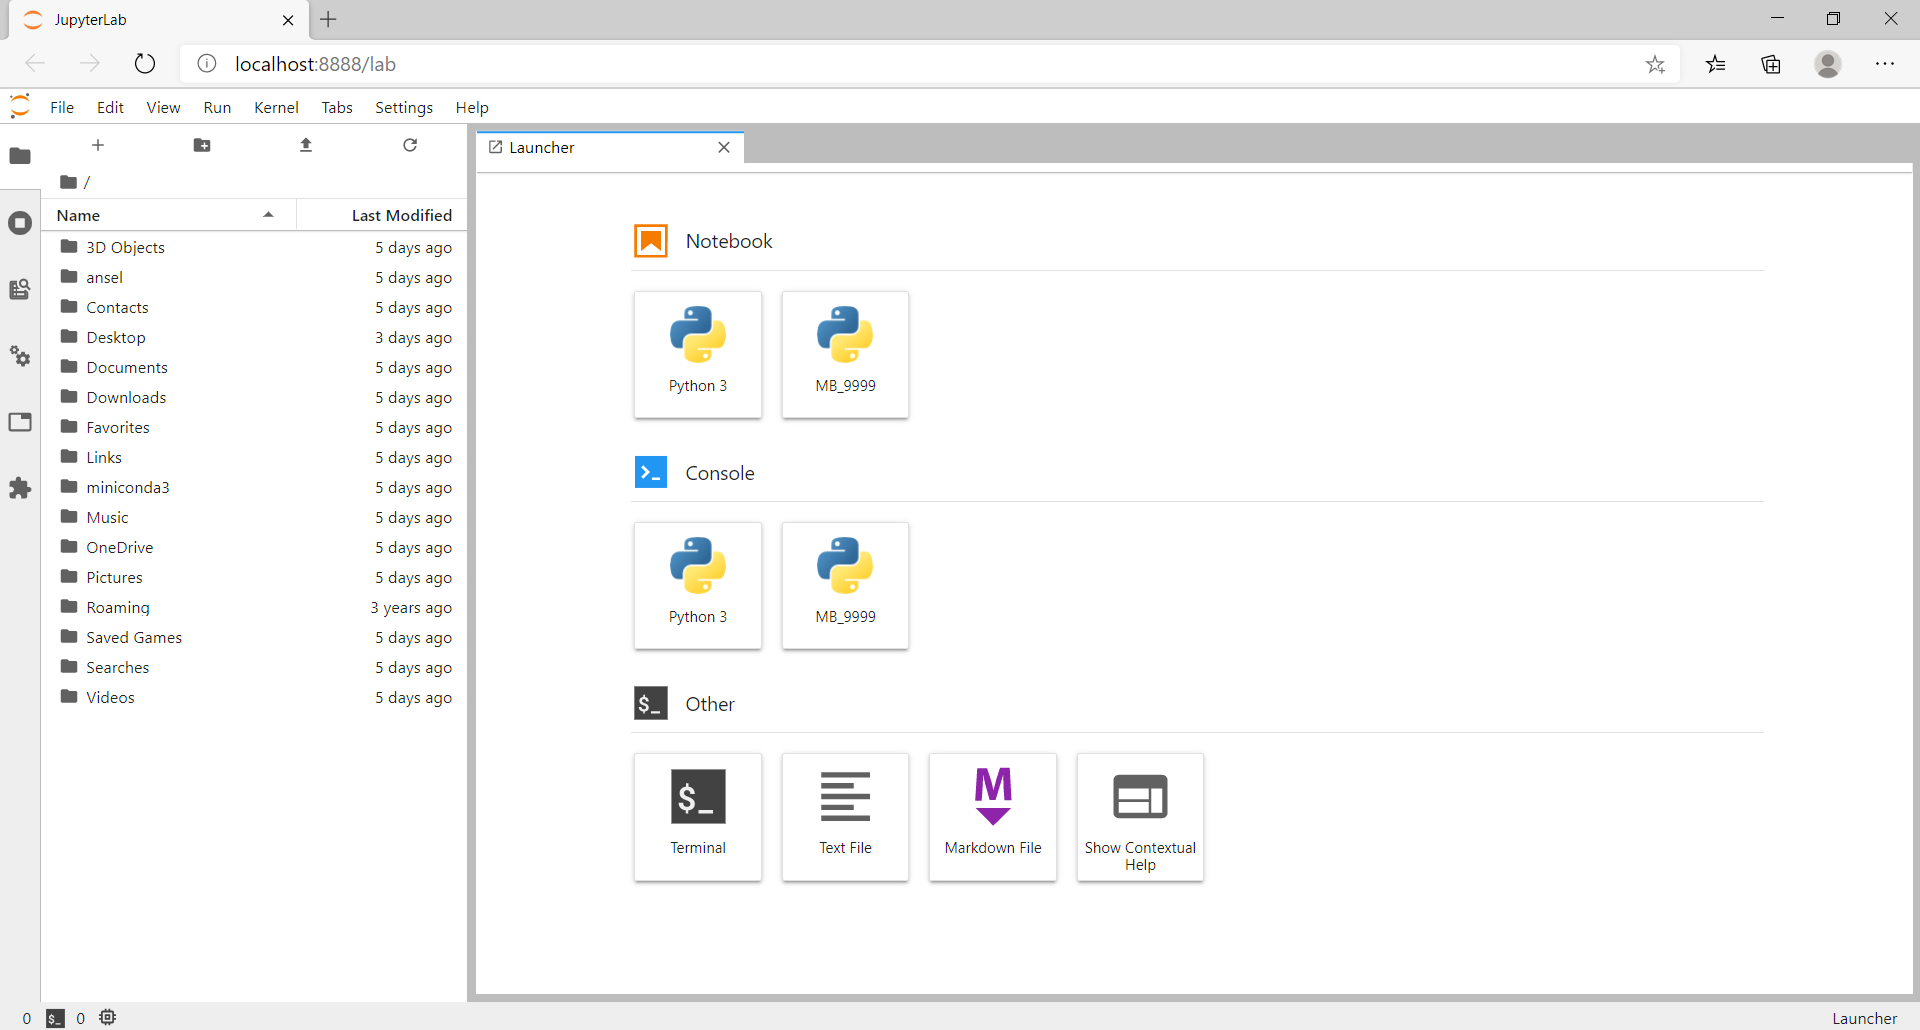 JupyterLab
localhost:8888/lab
File Edit View Run Kernel Tabs Settings Help
Launcher
/
Name Last Modified
3D Objects 5 days ago
ansel 5 days ago
Contacts 5 days ago
Desktop 3 days ago
Documents 5 days ago
Downloads 5 days ago
Favorites 5 days ago
Links 5 days ago
miniconda3 5 days ago
Music 5 days ago
OneDrive 5 days ago
Pictures 5 days ago
Roaming 3 years ago
Saved Games 5 days ago
Searches 5 days ago
Videos 5 days ago
Notebook
Python 3 MB_9999
Console
Python 3 MB_9999
$_ Other
$_ M
Terminal Text File Markdown File Show Contextual
Help
0 $_ 0 Launcher